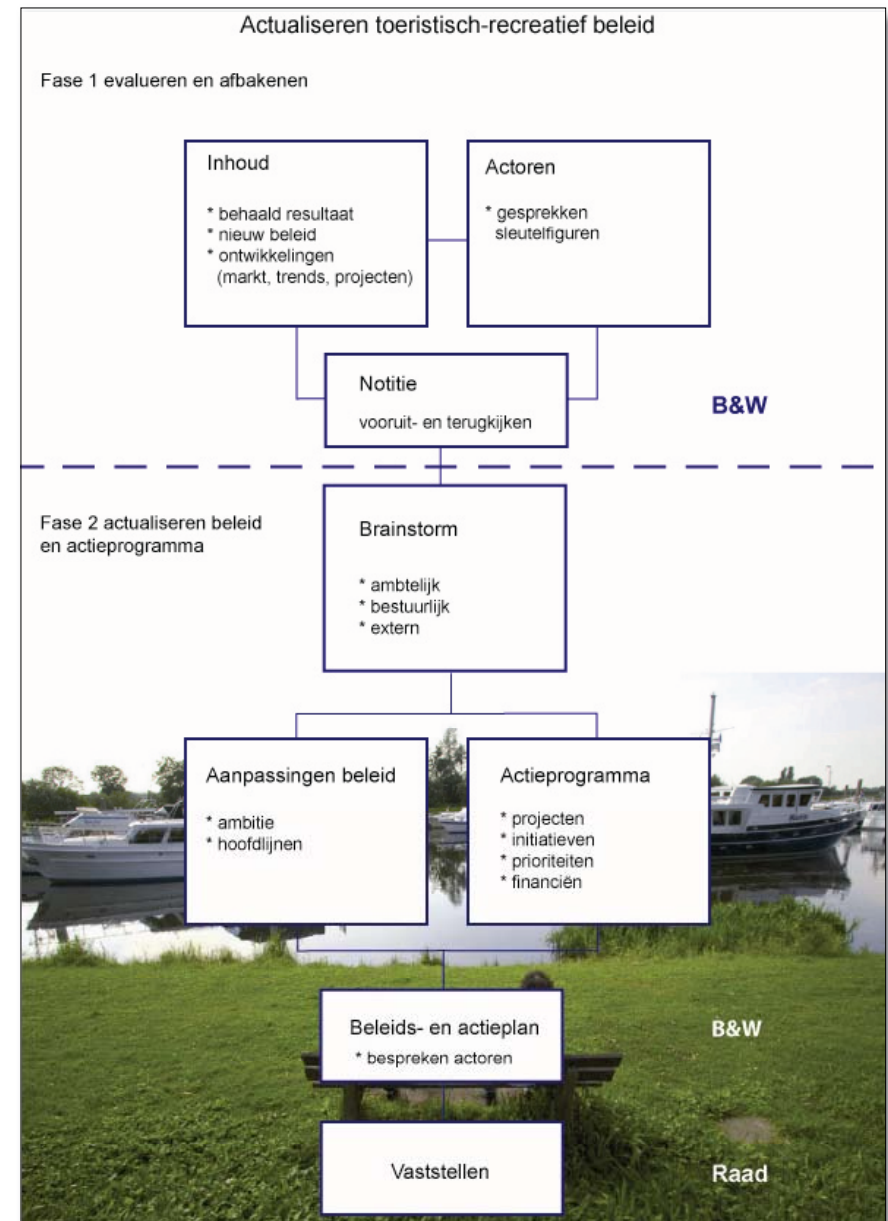 Actualiseren toeristisch-recreatief beleid
Fase 1 evalueren en afbakenen
Inhoud
* behaald resultaat
* nieuw beleid
* ontwikkelingen
(markt, trends, projecten)
Actoren
* gesprekken
sleutelfiguren
Notitie
vooruit- en terugkijken
B&W
Fase 2 actualiseren beleid
en actieprogramma
Brainstorm
* ambtelijk
* bestuurlijk
* extern
Aanpassingen beleid
* ambitie
* hoofdlijnen
Actieprogramma
* projecten
* initiatieven
* prioriteiten
* financiën
Beleids- en actieplan
* bespreken actoren
B&W
Vaststellen
Raad